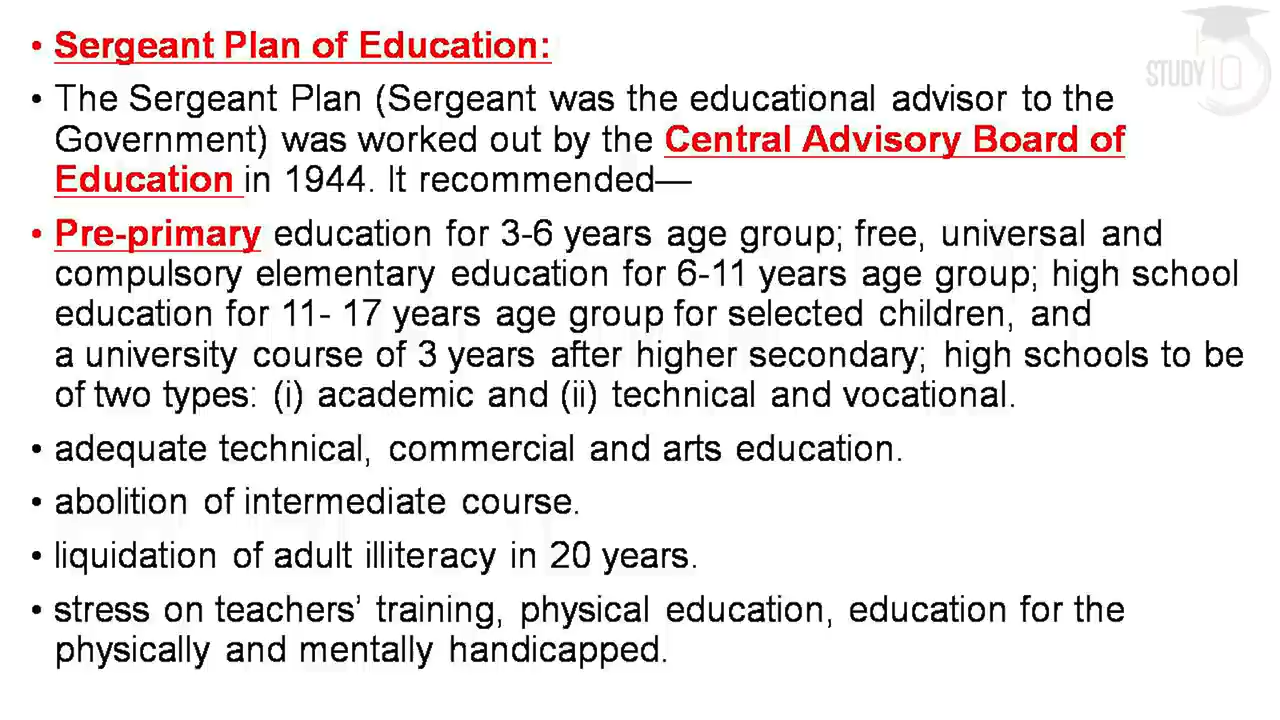 • Sergeant Plan of Education:
STUDY IQ
• The Sergeant Plan (Sergeant was the educational advisor to the
Government) was worked out by the Central Advisory Board of
Education in 1944. It recommended—
• Pre-primary education for 3-6 years age group; free, universal and
compulsory elementary education for 6-11 years age group; high school
education for 11- 17 years age group for selected children, and
a university course of 3 years after higher secondary; high schools to be
of two types: (i) academic and (ii) technical and vocational.
• adequate technical, commercial and arts education.
• abolition of intermediate course.
• liquidation of adult illiteracy in 20 years.
• stress on teachers’ training, physical education, education for the
physically and mentally handicapped.